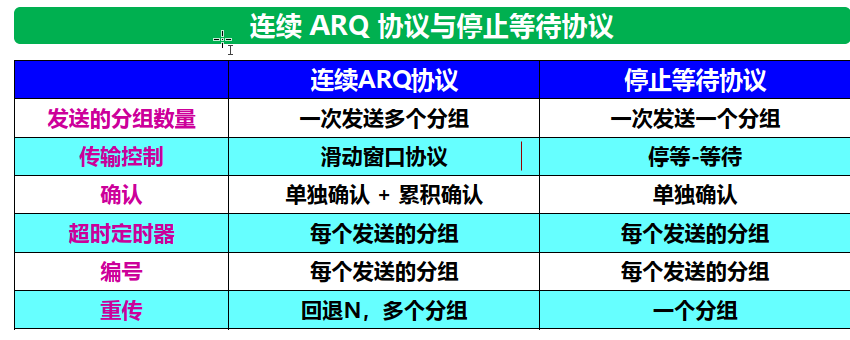 连续 ARQ 协议与停止等待协议
连续ARQ协议 停止等待协议
发送的分组数量 一次发送多个分组 一次发送一个分组
传输控制 滑动窗口协议 停等-等待
确认 单独确认 + 累积确认 单独确认
超时定时器 每个发送的分组 每个发送的分组
编号 每个发送的分组 每个发送的分组
重传 回退N，多个分组 一个分组